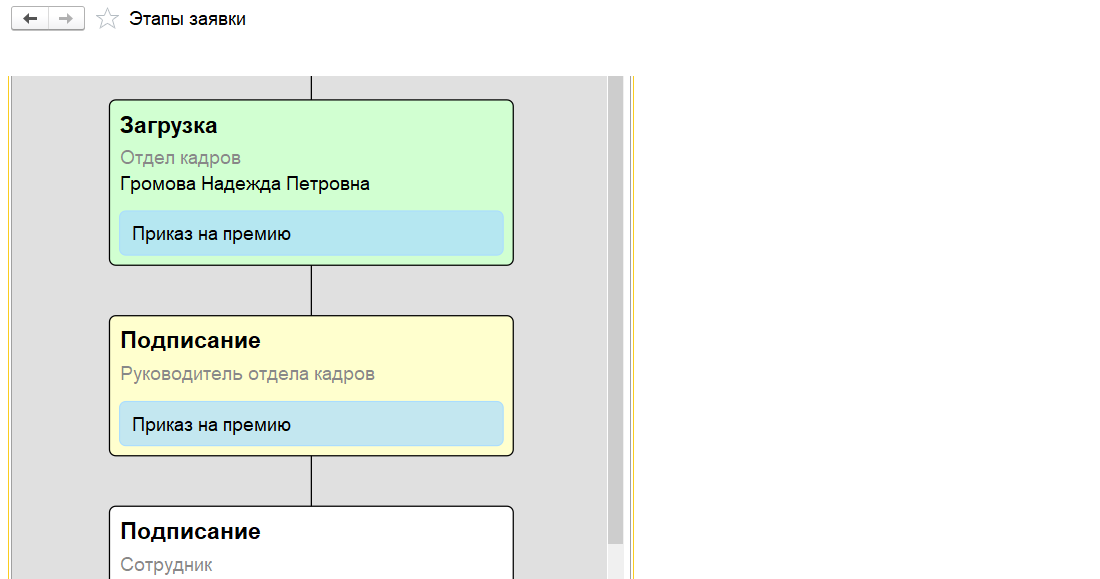 Этапы заявки
Загрузка
Отдел кадров
Громова Надежда Петровна
Приказ на премию
Подписание
Руководитель отдела кадров
Приказ на премию
Подписание
Сотрудник